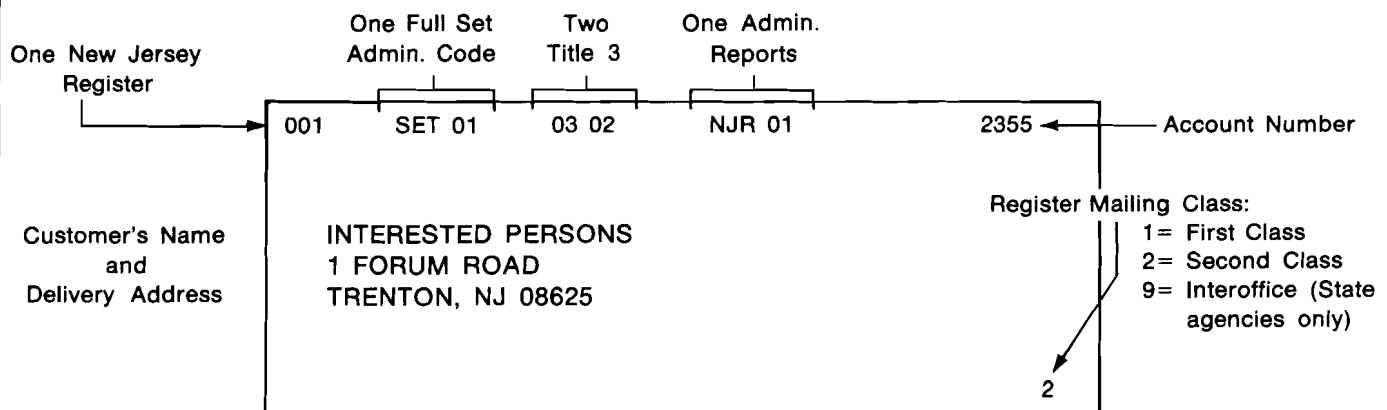 One Full Set
Admin. Code
Two
Title 3
One Admin.
Reports
One New Jersey
Register
001 SET 01 03 02 NJR 01 2355
Account Number
Customer's Name
and
Delivery Address
INTERESTED PERSONS
1 FORUM ROAD
TRENTON, NJ 08625
Register Mailing Class:
1= First Class
2= Second Class
9= Interoffice (State
agencies only)
2